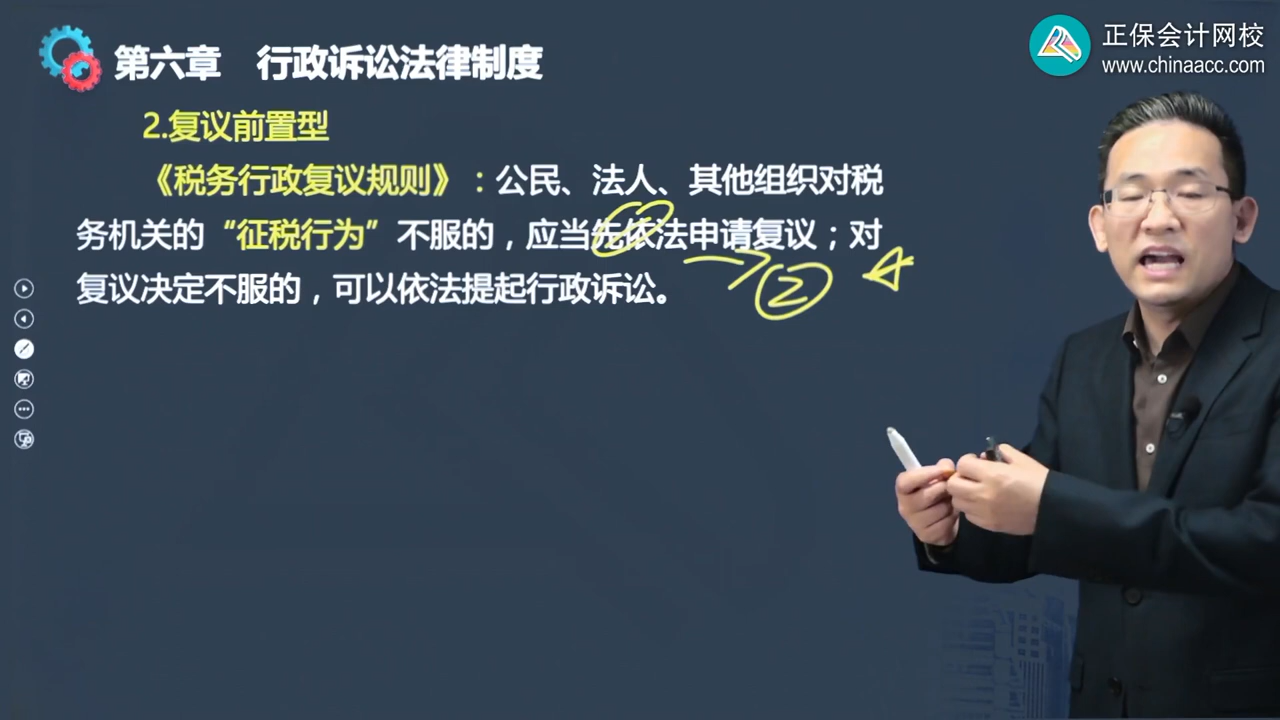 第六章 行政诉讼法律制度
正保会计网校
www.chinaacc.com
2.复议前置型
《税务行政复议规则》：公民、法人、其他组织对税
务机关的“征税行为”不服的，应当先依法申请复议；对
复议决定不服的，可以依法提起行政诉讼。
②